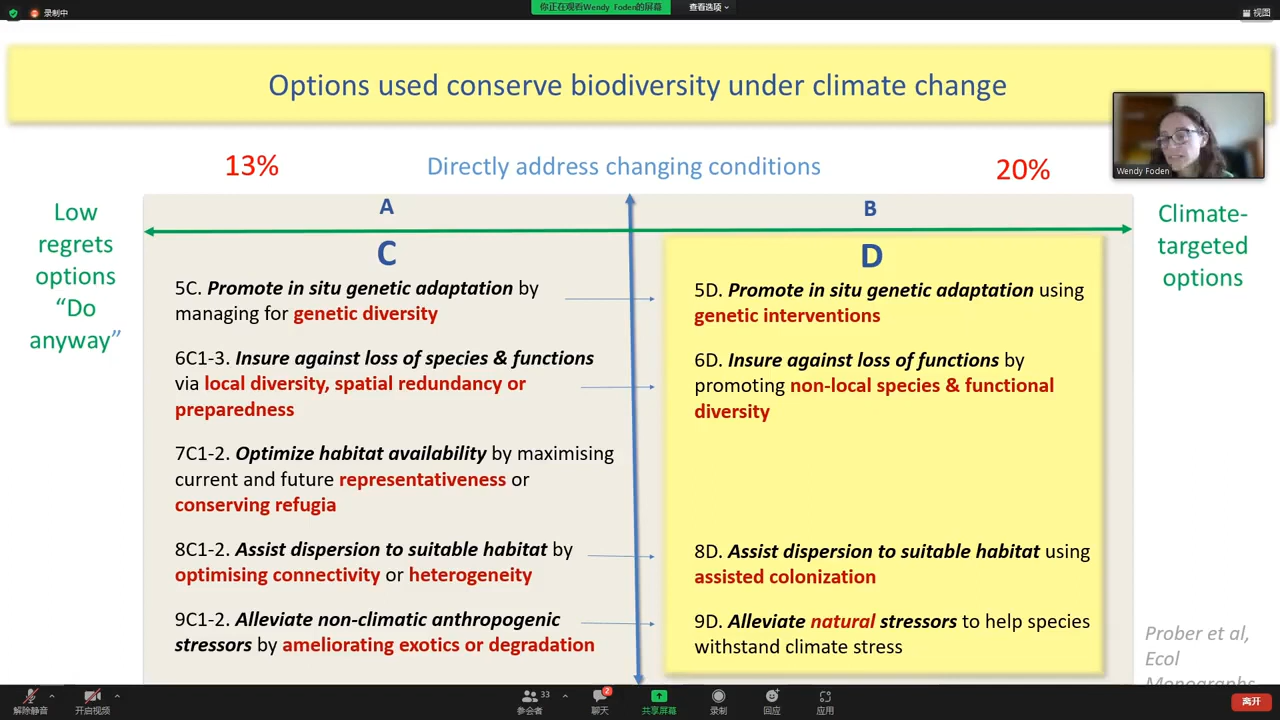 录制中
你正在观看Wendy Foden的屏幕
查看选项
视图
Options used conserve biodiversity under climate change
Wendy Foden
13%
Directly address changing conditions
20%
Low
regrets
options
“Do
anyway”
A
B
Climate-
targeted
options
C
5C. Promote in situ genetic adaptation by
managing for genetic diversity
6C1-3. Insure against loss of species & functions
via local diversity, spatial redundancy or
preparedness
7C1-2. Optimize habitat availability by maximising
current and future representativeness or
conserving refugia
8C1-2. Assist dispersion to suitable habitat by
optimising connectivity or heterogeneity
9C1-2. Alleviate non-climatic anthropogenic
stressors by ameliorating exotics or degradation
D
5D. Promote in situ genetic adaptation using
genetic interventions
6D. Insure against loss of functions by
promoting non-local species & functional
diversity
8D. Assist dispersion to suitable habitat using
assisted colonization
9D. Alleviate natural stressors to help species
withstand climate stress
Prober et al,
Ecol
Monographs
解除静音
开启视频
33
参会者
2
聊天
共享屏幕
录制
回应
应用
离开